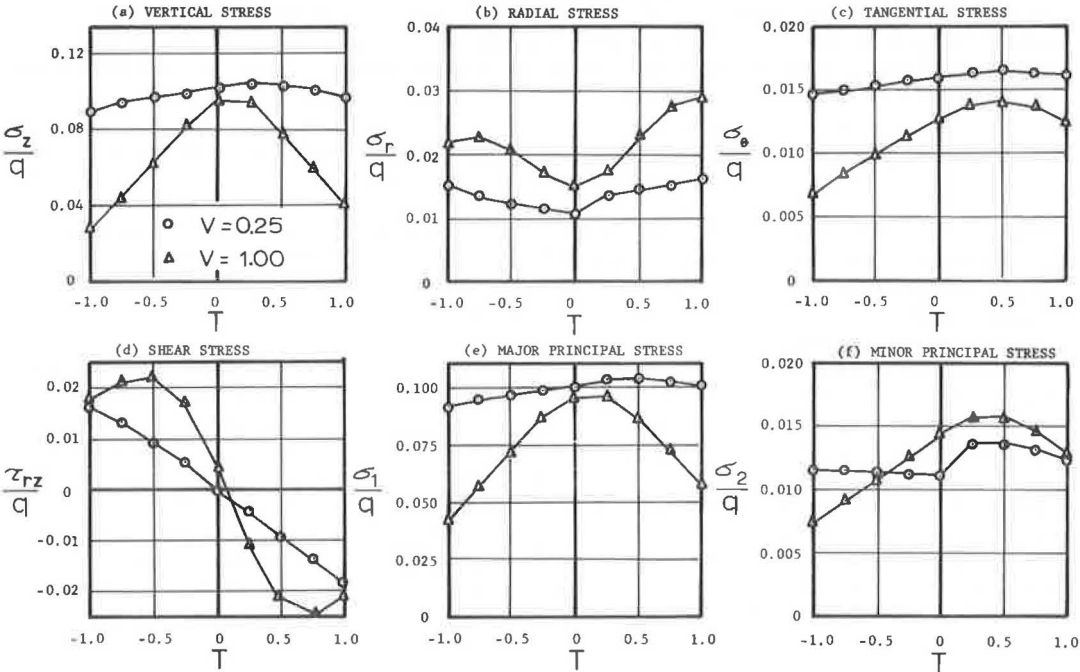 (a) VERTICAL STRESS
0.12
0.08
0.04
0
σz
q
V=0.25
V=1.00
-1.0 -0.5 0 0.5 1.0
T
(b) RADIAL STRESS
0.04
0.03
0.02
0.01
0
σr
q
-1.0 -0.5 0 0.5 1.0
T
(c) TANGENTIAL STRESS
0.020
0.015
0.010
0.005
0
σθ
q
-1.0 -0.5 0 0.5 1.0
T
(d) SHEAR STRESS
0.02
0.01
0
-0.01
-0.02
τrz
q
-1.0 -0.5 0 0.5 1.0
T
(e) MAJOR PRINCIPAL STRESS
0.100
0.075
0.050
0.025
0
σ1
q
-1.0 -0.5 0 0.5 1.0
T
(f) MINOR PRINCIPAL STRESS
0.020
0.015
0.010
0.005
0
σ2
q
-1.0 -0.5 0 0.5 1.0
T